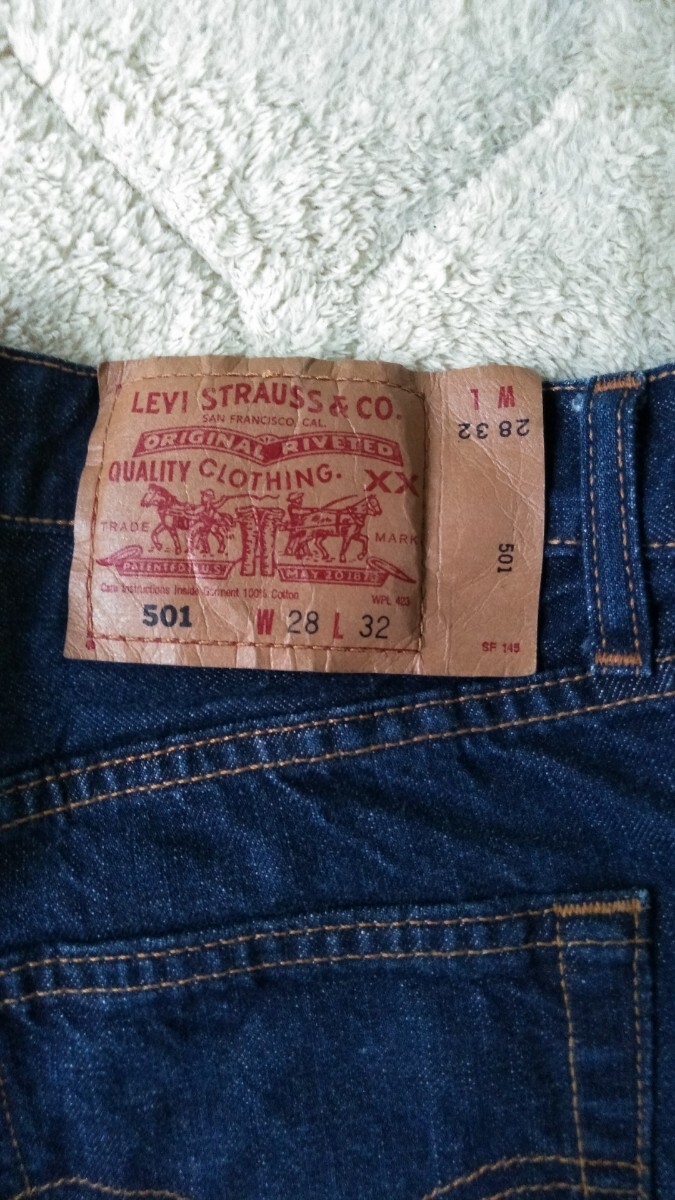 LEVI STRAUSS & CO.
SAN FRANCISCO, CAL.
ORIGINAL RIVETED
QUALITY CLOTHING. XX
TRADE MARK
PATENTED IN U.S. MAY 20 1873
Care Instructions Inside Garment 100% Cotton
WPL 423
501 W 28 L 32
W L
28 32
501
SF 145